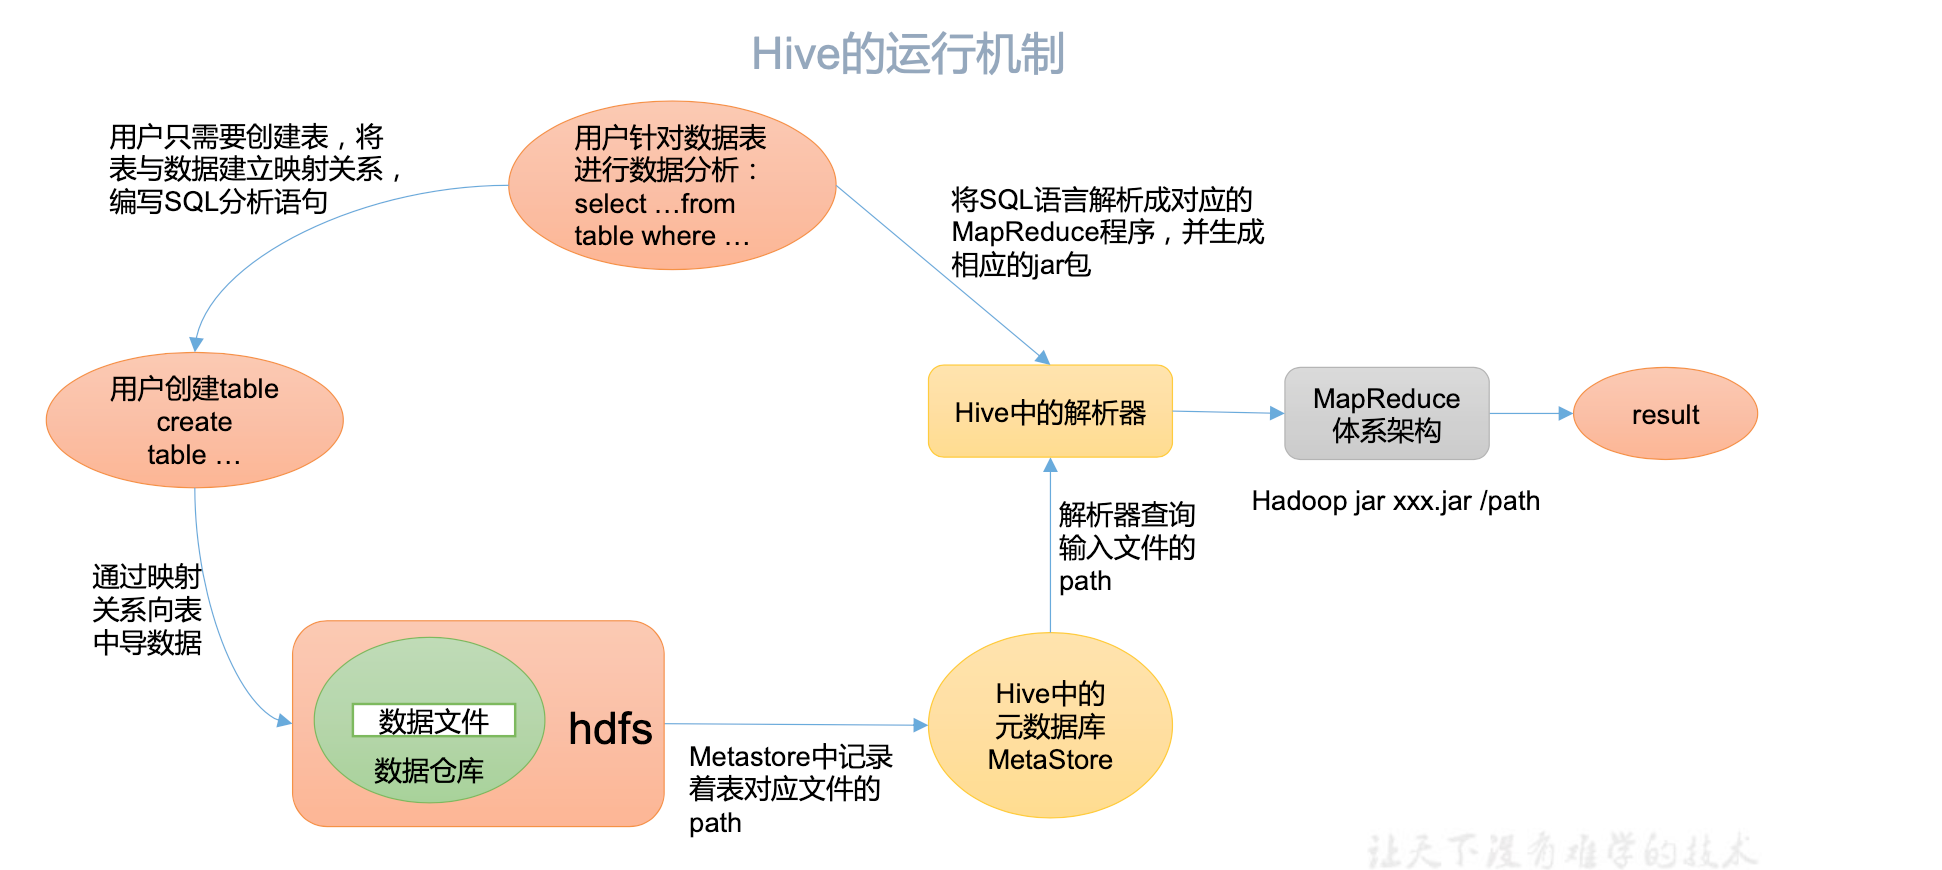 Hive的运行机制
用户只需要创建表，将
表与数据建立映射关系，
编写SQL分析语句
用户针对数据表
进行数据分析：
select …from
table where …
将SQL语言解析成对应的
MapReduce程序，并生成
相应的jar包
用户创建table
create
table …
Hive中的解析器
MapReduce
体系架构
result
Hadoop jar xxx.jar /path
解析器查询
输入文件的
path
通过映射
关系向表
中导数据
数据文件
数据仓库
hdfs
Metastore中记录
着表对应文件的
path
Hive中的
元数据库
MetaStore
让天下没有难学的技术